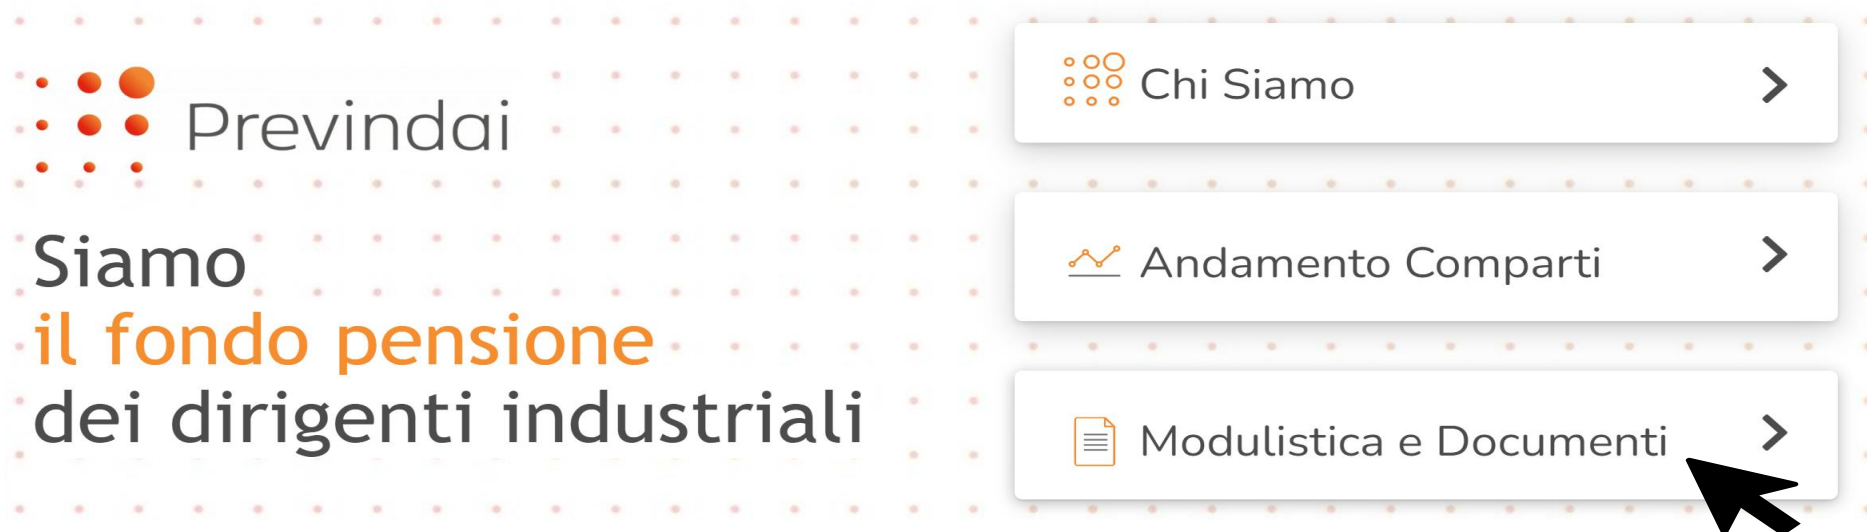 Previndai
Siamo
il fondo pensione
dei dirigenti industriali
Chi Siamo
Andamento Comparti
Modulistica e Documenti